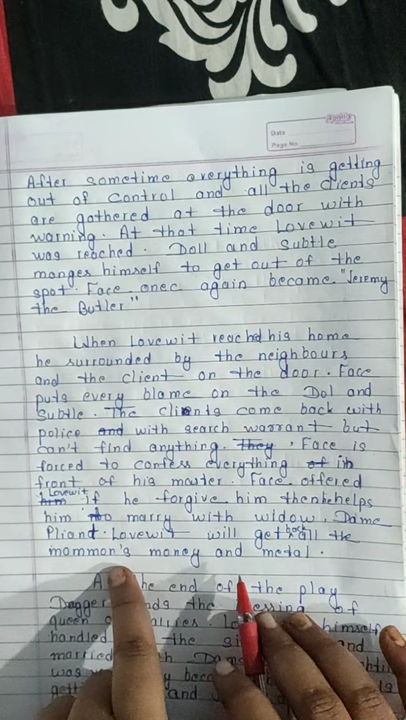 Date
Page No.
After sometime everything is getting
out of control and all the clients
are gathered at the door with
warning. At that time Lovewit
was reached. Doll and Subtle
manges himself to get out of the
spot. Face onec again became "Jeremy
the Butler"
When Lovewit reached his home
he surrounded by the neighbours
and the client on the door. Face
puts every blame on the Dol and
Subtle. The clients come back with
police and with search warrant but
can't find anything. They, Face is
forced to confess everything of in
front of his master. Face offered
Lovewit if he forgive him then he helps
him to marry with widow, Dame
Pliant. Lovewit will get back all the
mommon's money and metal.
the end of the play
Dagger the of
queen himself
handled the and
married
was
and